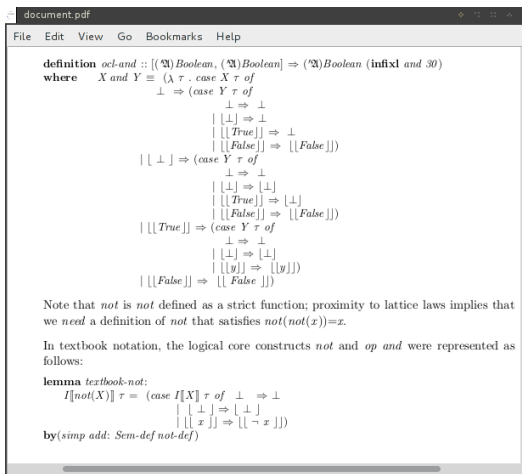 document.pdf
File Edit View Go Bookmarks Help
definition ocl-and :: [('𝔄)Boolean, ('𝔄)Boolean] ⇒ ('𝔄)Boolean (infixl and 30)
where X and Y ≡ (λ τ . case X τ of
⊥ ⇒ (case Y τ of
⊥ ⇒ ⊥
| ⌊⊥⌋ ⇒ ⊥
| ⌊⌊True⌋⌋ ⇒ ⊥
| ⌊⌊False⌋⌋ ⇒ ⌊⌊False⌋⌋)
| ⌊ ⊥ ⌋ ⇒ (case Y τ of
⊥ ⇒ ⊥
| ⌊⊥⌋ ⇒ ⌊⊥⌋
| ⌊⌊True⌋⌋ ⇒ ⌊⊥⌋
| ⌊⌊False⌋⌋ ⇒ ⌊⌊False⌋⌋)
| ⌊⌊True⌋⌋ ⇒ (case Y τ of
⊥ ⇒ ⊥
| ⌊⊥⌋ ⇒ ⌊⊥⌋
| ⌊⌊y⌋⌋ ⇒ ⌊⌊y⌋⌋)
| ⌊⌊False⌋⌋ ⇒ ⌊⌊ False ⌋⌋)
Note that not is not defined as a strict function; proximity to lattice laws implies that
we need a definition of not that satisfies not(not(x))=x.
In textbook notation, the logical core constructs not and op and were represented as
follows:
lemma textbook-not:
I⟦not(X)⟧ τ = (case I⟦X⟧ τ of ⊥ ⇒ ⊥
| ⌊ ⊥ ⌋ ⇒ ⌊ ⊥ ⌋
| ⌊⌊ x ⌋⌋ ⇒ ⌊⌊ ¬ x ⌋⌋)
by(simp add: Sem-def not-def)